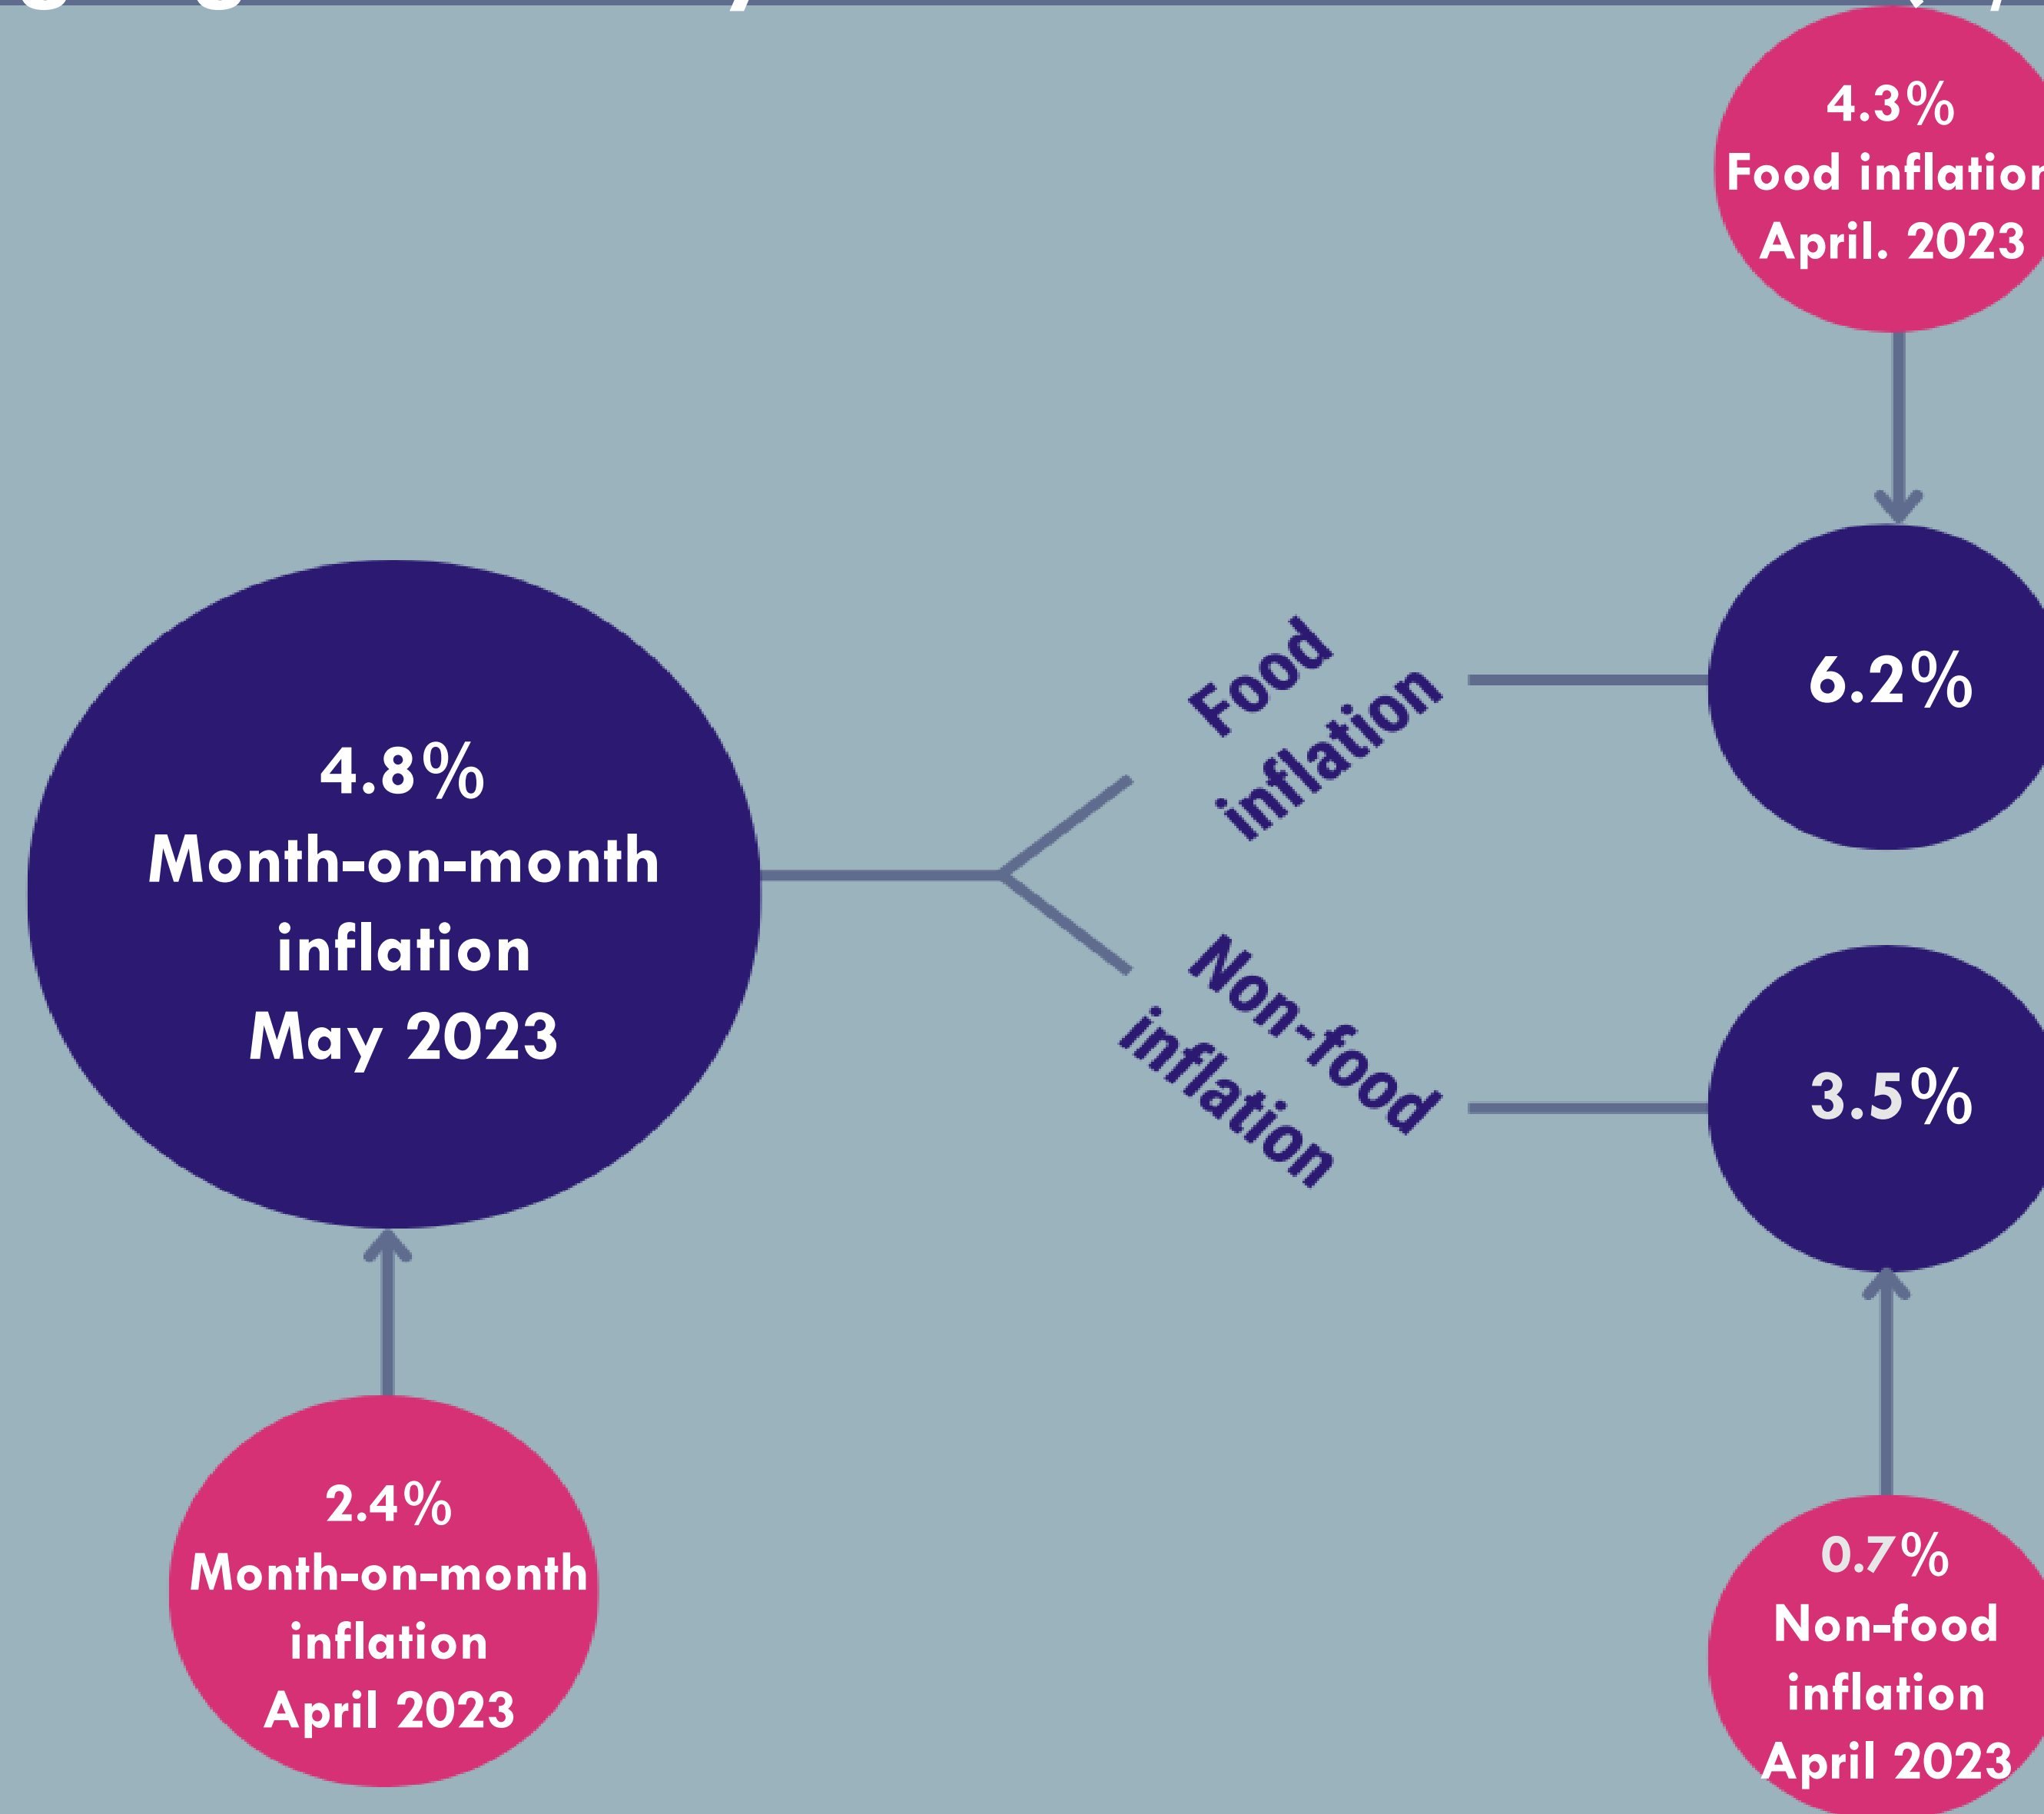 4.3%
Food inflation
April. 2023
6.2%
Food
inflation
4.8%
Month-on-month
inflation
May 2023
Non-food
inflation
3.5%
2.4%
Month-on-month
inflation
April 2023
0.7%
Non-food
inflation
April 2023